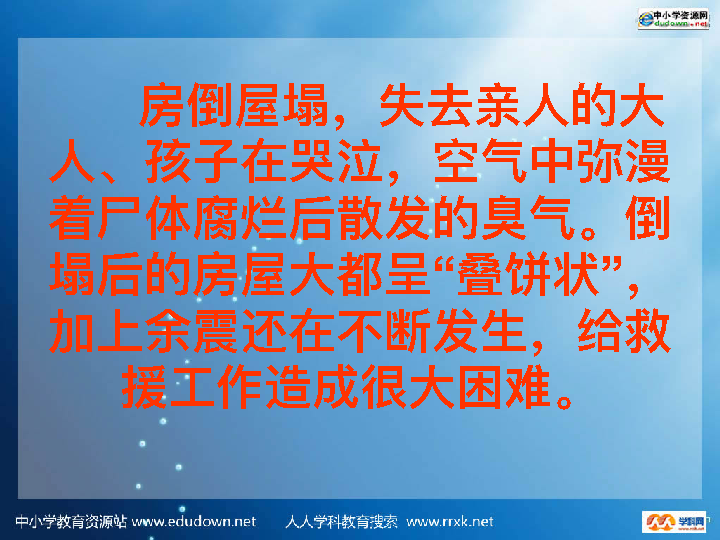 中小学资源网
edudown.net
房倒屋塌，失去亲人的大
人、孩子在哭泣，空气中弥漫
着尸体腐烂后散发的臭气。倒
塌后的房屋大都呈“叠饼状”，
加上余震还在不断发生，给救
援工作造成很大困难。
中小学教育资源站 www.edudown.net 人人学科教育搜索 www.rrxk.net
学科网